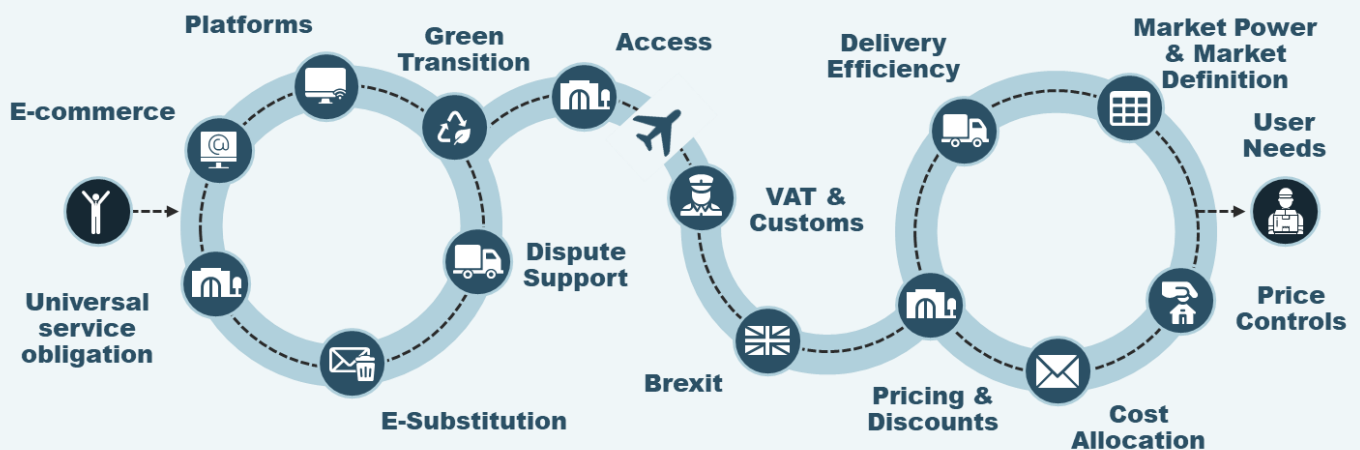 Platforms
Green
Transition
Access
Delivery
Efficiency
Market Power
& Market
Definition
E-commerce
User
Needs
VAT &
Customs
Dispute
Support
Universal
service
obligation
Price
Controls
Brexit
Pricing &
Discounts
E-Substitution
Cost
Allocation
@